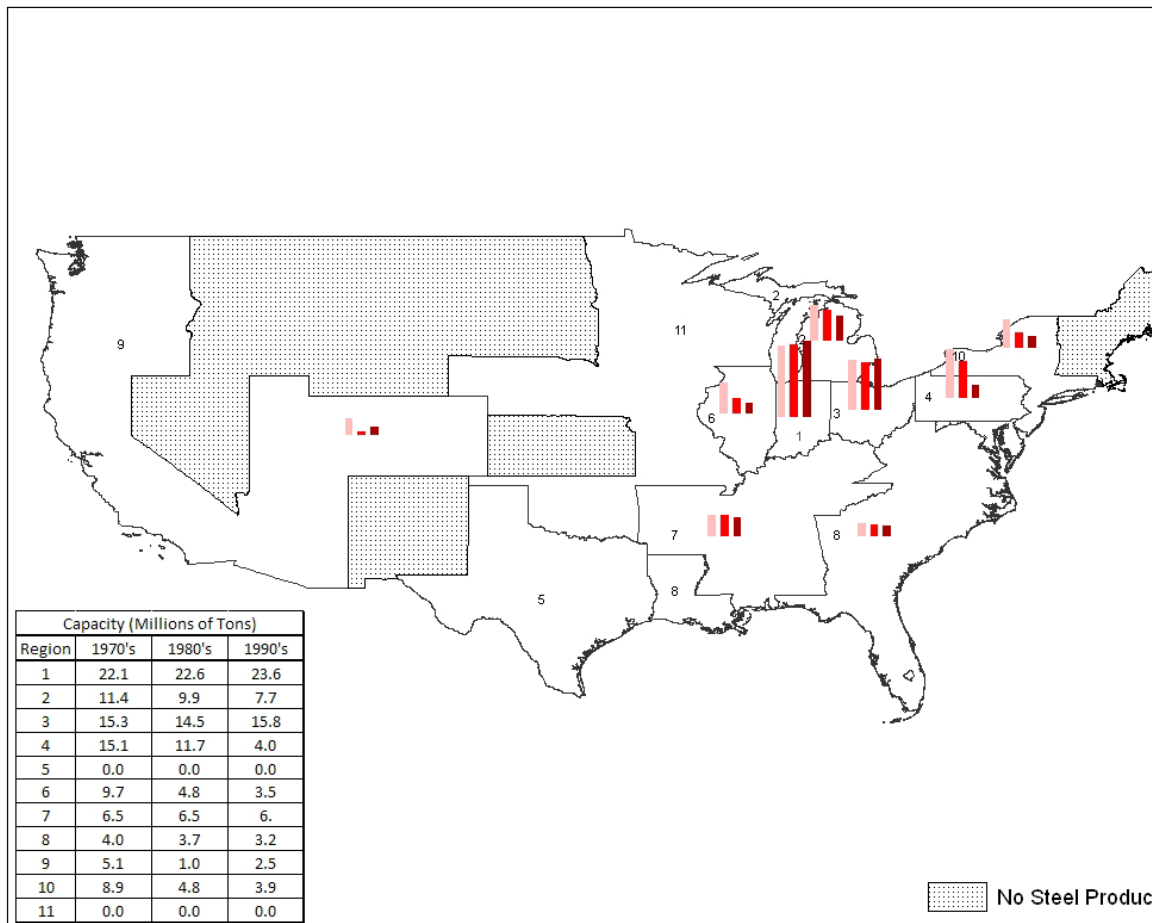 9
11
2
2
10
4
6
3
1
7
8
5
8
Capacity (Millions of Tons)
Region 1970's 1980's 1990's
1 22.1 22.6 23.6
2 11.4 9.9 7.7
3 15.3 14.5 15.8
4 15.1 11.7 4.0
5 0.0 0.0 0.0
6 9.7 4.8 3.5
7 6.5 6.5 6.
8 4.0 3.7 3.2
9 5.1 1.0 2.5
10 8.9 4.8 3.9
11 0.0 0.0 0.0
No Steel Produc